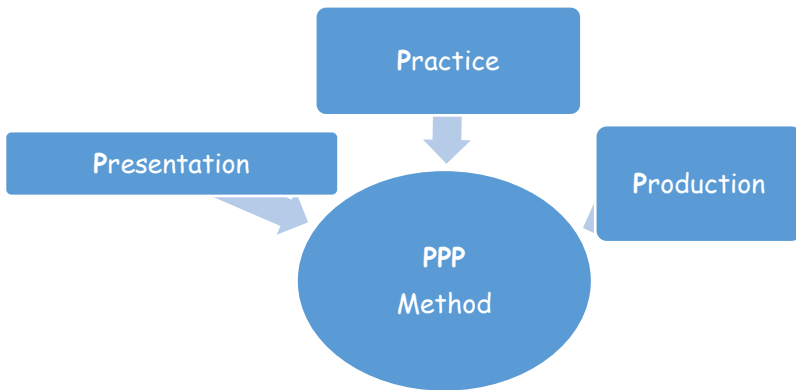 Practice
Presentation
Production
PPP
Method